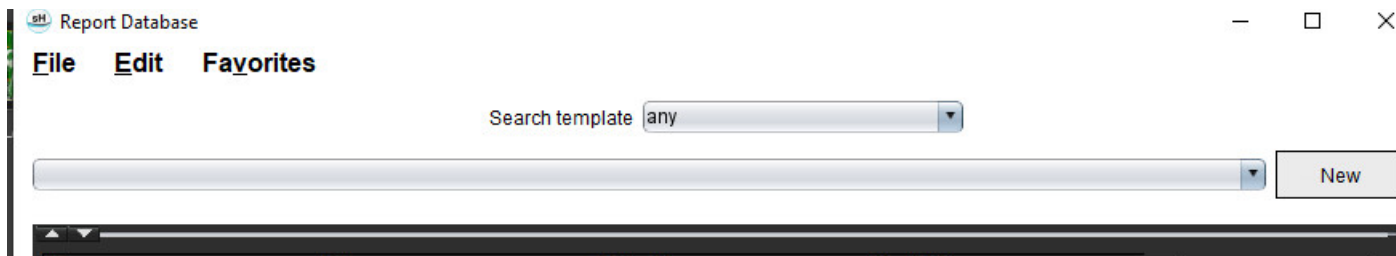 sH Report Database
File Edit Favorites
Search template any
New